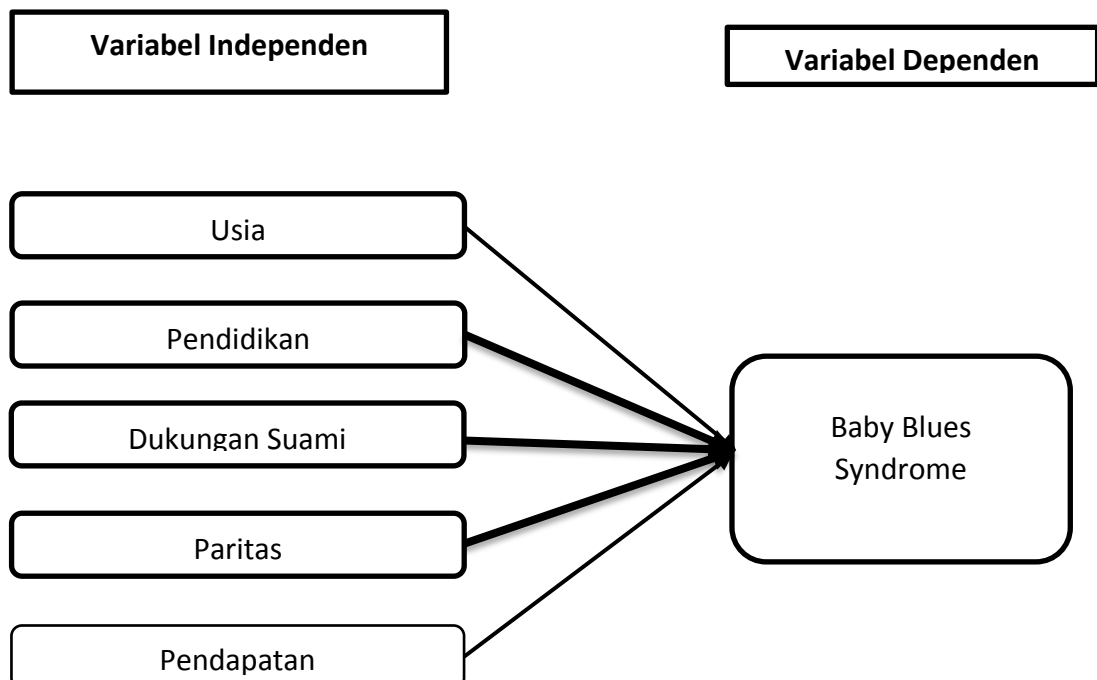 Variabel Independen
Variabel Dependen
Usia
Pendidikan
Dukungan Suami
Paritas
Pendapatan
Baby Blues
Syndrome